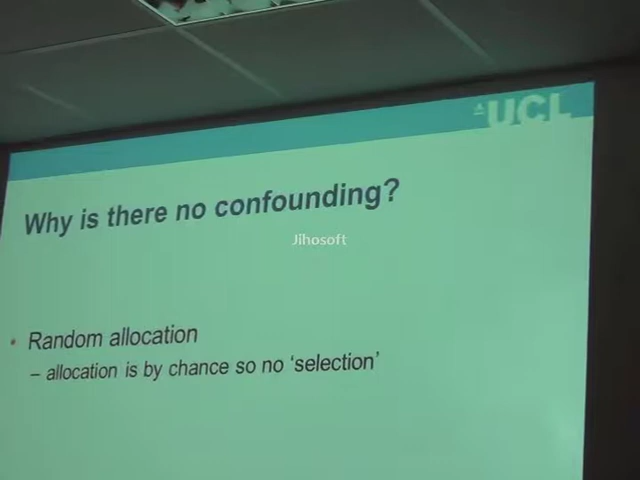 UCL
Why is there no confounding?
Jihosoft
• Random allocation
– allocation is by chance so no ‘selection’